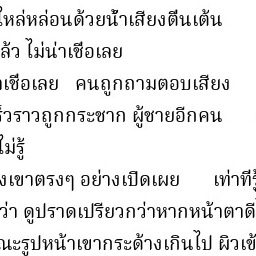 ใหล่หล่อนด้วยน้ำเสียงตื่นเต้น
ล้ว ไม่น่าเชื่อเลย
เชื่อเลย คนถูกถามตอบเสียง
ร็วราวถูกกระชาก ผู้ชายอีกคน
ไม่รู้
งเขาตรงๆ อย่างเปิดเผย เท่าที่รู้
ว่า ดูปราดเปรียวกว่าหากหน้าตาดี
ณะรูปหน้าเขากระด้างเกินไป ผิวเข้